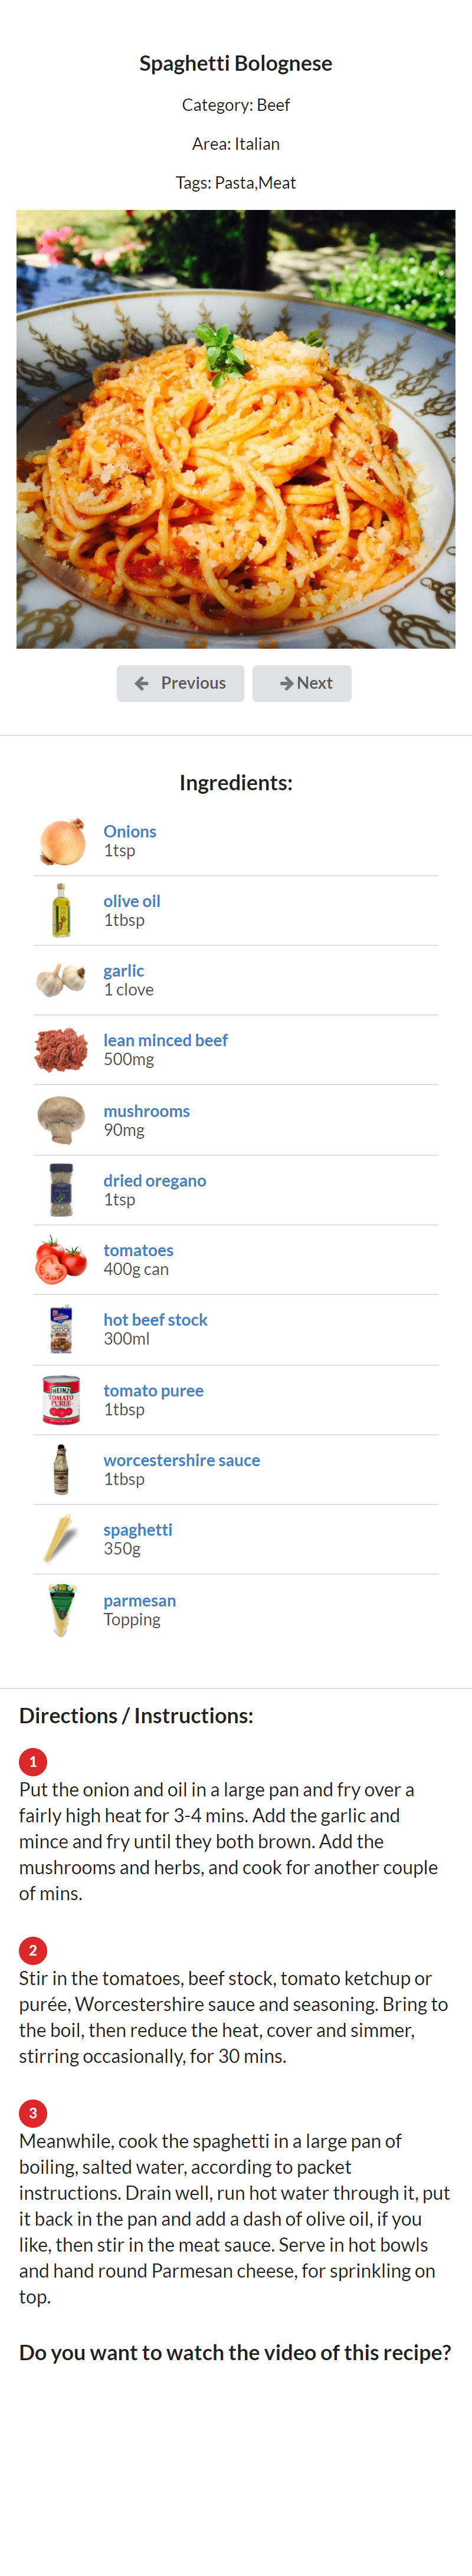 Spaghetti Bolognese
Category: Beef
Area: Italian
Tags: Pasta,Meat
Previous
Next
Ingredients:
Onions
1tsp
olive oil
1tbsp
garlic
1 clove
lean minced beef
500mg
mushrooms
90mg
dried oregano
1tsp
tomatoes
400g can
hot beef stock
300ml
HEINZ
TOMATO
PUREE
tomato puree
1tbsp
worcestershire sauce
1tbsp
spaghetti
350g
parmesan
Topping
Directions / Instructions:
1
Put the onion and oil in a large pan and fry over a
fairly high heat for 3-4 mins. Add the garlic and
mince and fry until they both brown. Add the
mushrooms and herbs, and cook for another couple
of mins.
2
Stir in the tomatoes, beef stock, tomato ketchup or
purée, Worcestershire sauce and seasoning. Bring to
the boil, then reduce the heat, cover and simmer,
stirring occasionally, for 30 mins.
3
Meanwhile, cook the spaghetti in a large pan of
boiling, salted water, according to packet
instructions. Drain well, run hot water through it, put
it back in the pan and add a dash of olive oil, if you
like, then stir in the meat sauce. Serve in hot bowls
and hand round Parmesan cheese, for sprinkling on
top.
Do you want to watch the video of this recipe?